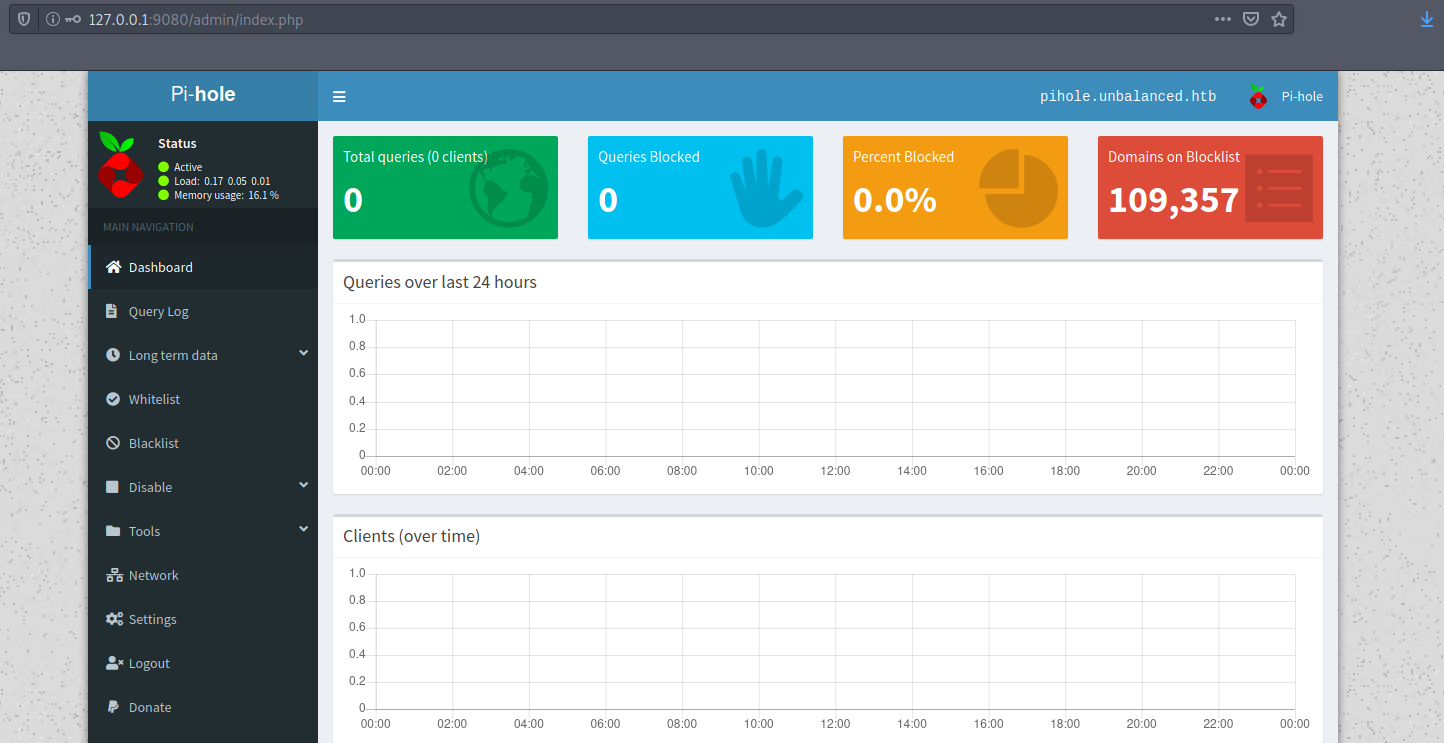 127.0.0.1:9080/admin/index.php
Pi-hole
pihole.unbalanced.htb
Pi-hole
Status
Active
Load: 0.17 0.05 0.01
Memory usage: 16.1 %
MAIN NAVIGATION
Dashboard
Query Log
Long term data
Whitelist
Blacklist
Disable
Tools
Network
Settings
Logout
Donate
Total queries (0 clients)
0
Queries Blocked
0
Percent Blocked
0.0%
Domains on Blocklist
109,357
Queries over last 24 hours
1.0
0.8
0.6
0.4
0.2
0
00:00 02:00 04:00 06:00 08:00 10:00 12:00 14:00 16:00 18:00 20:00 22:00 00:00
Clients (over time)
1.0
0.8
0.6
0.4
0.2
0
00:00 02:00 04:00 06:00 08:00 10:00 12:00 14:00 16:00 18:00 20:00 22:00 00:00